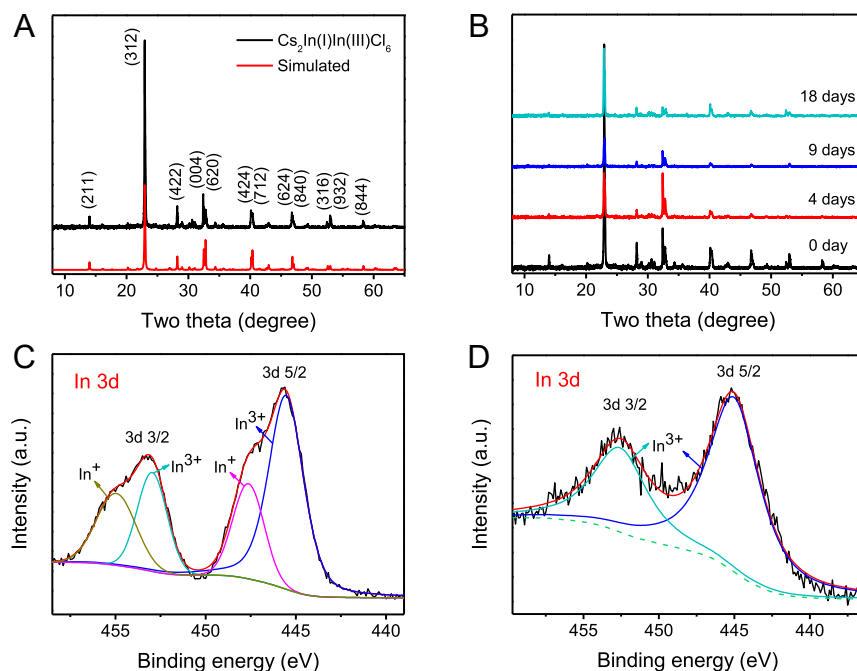 A
Cs₂In(I)In(III)Cl₆
Simulated
(211)
(312)
(422)
(004)
(620)
(424)
(712)
(624)
(840)
(316)
(932)
(844)
10 20 30 40 50 60
Two theta (degree)
B
18 days
9 days
4 days
0 day
10 20 30 40 50 60
Two theta (degree)
C
In 3d
3d 5/2
3d 3/2
In⁺
In³⁺
In⁺
In³⁺
Intensity (a.u.)
455 450 445 440
Binding energy (eV)
D
In 3d
3d 5/2
3d 3/2
In³⁺
Intensity (a.u.)
455 450 445 440
Binding energy (eV)